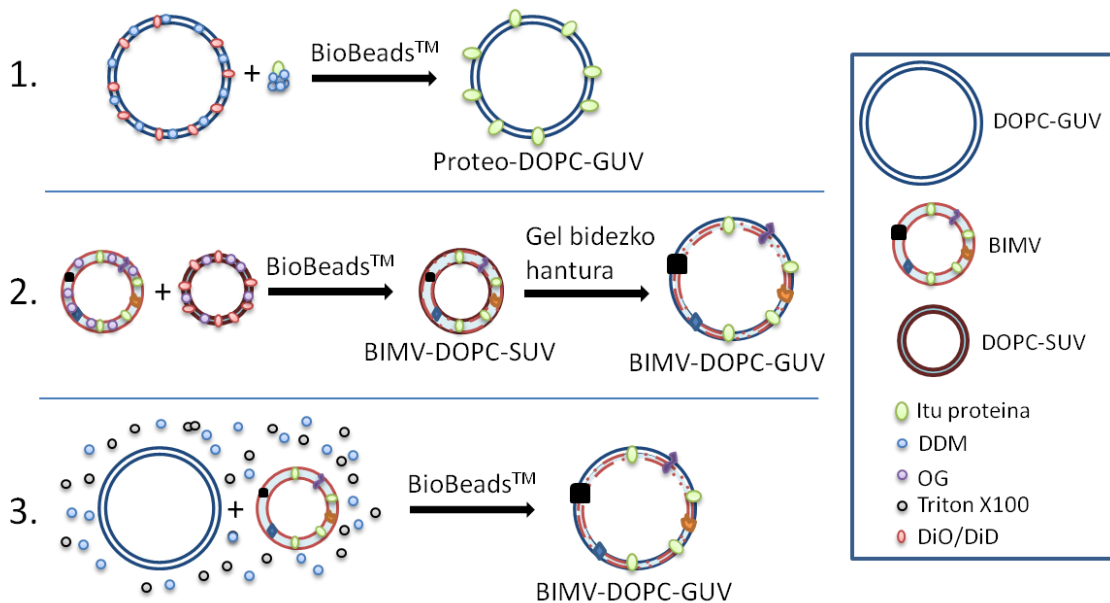 1.
+
BioBeads™
Proteo-DOPC-GUV
2.
+
BioBeads™
BIMV-DOPC-SUV
Gel bidezko
hantura
BIMV-DOPC-GUV
3.
+
BioBeads™
BIMV-DOPC-GUV
DOPC-GUV
BIMV
DOPC-SUV
Itu proteina
DDM
OG
Triton X100
DiO/DiD